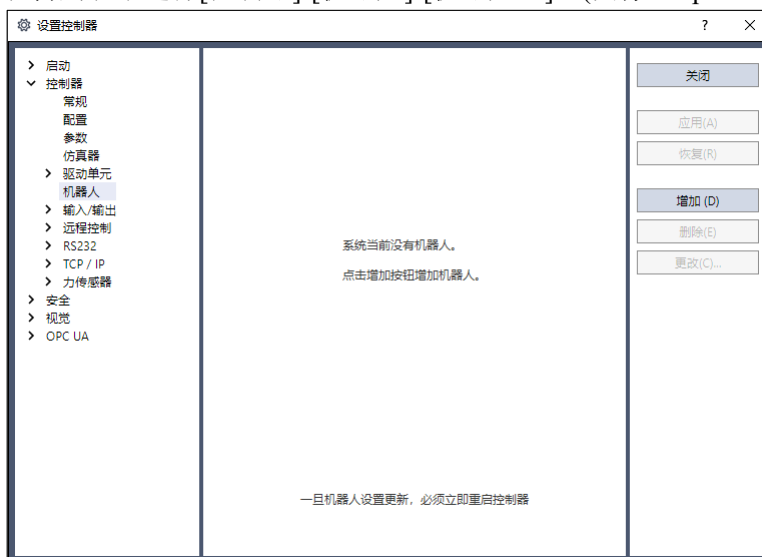 设置控制器
?
启动
控制器
常规
配置
参数
仿真器
驱动单元
机器人
输入/输出
远程控制
RS232
TCP / IP
力传感器
安全
视觉
OPC UA
系统当前没有机器人。
点击增加按钮增加机器人。
一旦机器人设置更新，必须立即重启控制器
关闭
应用(A)
恢复(R)
增加 (D)
删除(E)
更改(C)...